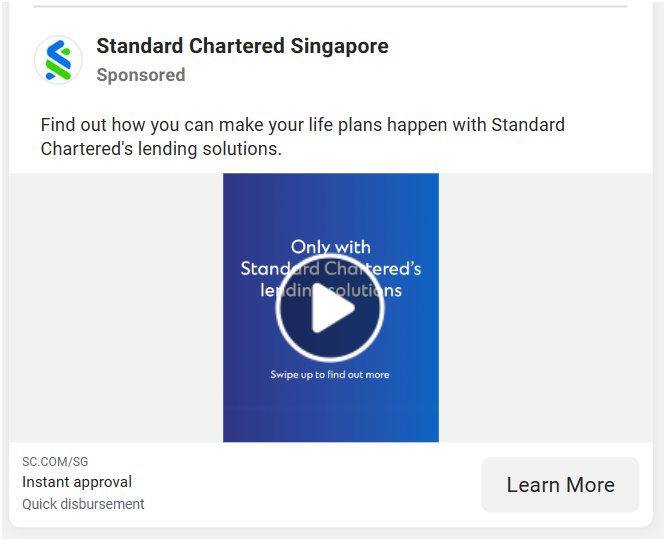 Standard Chartered Singapore
Sponsored
Find out how you can make your life plans happen with Standard
Chartered's lending solutions.
Only with
Standard Chartered's
lending solutions
Swipe up to find out more
SC.COM/SG
Instant approval
Quick disbursement
Learn More